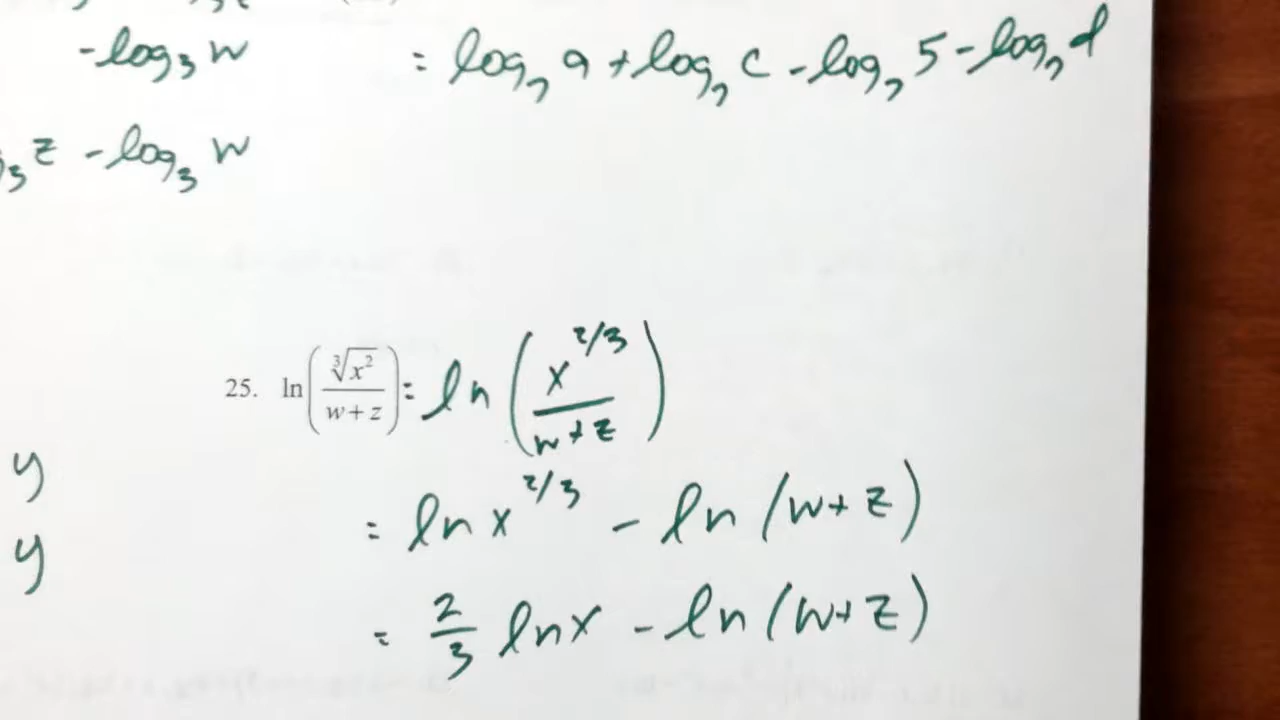 -log₃ w
= log₇ a + log₇ c - log₇ 5 - log₇ d
₃ z - log₃ w
25. ln(∛x²/(w+z)) = ln(x^(2/3)/(w+z))
y
= ln x^(2/3) - ln(w+z)
y
= 2/3 ln x - ln(w+z)